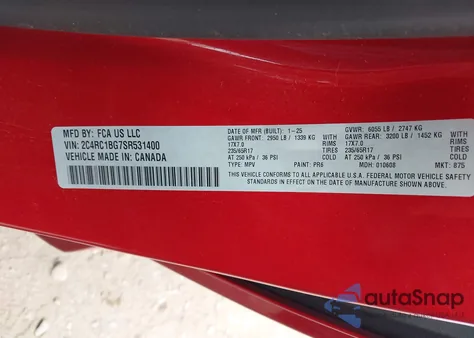 MFD BY: FCA US LLC
VIN: 2C4RC1BG7SR531400
VEHICLE MADE IN: CANADA
DATE OF MFR (BUILT): 1-25 GVWR: 6055 LB / 2747 KG
GAWR FRONT: 2950 LB / 1339 KG GAWR REAR: 3200 LB / 1452 KG
17X7.0 RIMS 17X7.0 RIMS
235/65R17 TIRES 235/65R17 TIRES
AT 250 kPa / 36 PSI AT 250 kPa / 36 PSI
TYPE: MPV PAINT: PR6 MDH: 010608 MKT: 875
THIS VEHICLE CONFORMS TO ALL APPLICABLE U.S.A. FEDERAL MOTOR VEHICLE SAFETY
STANDARDS IN EFFECT ON THE DATE OF MANUFACTURE SHOWN ABOVE.
autoSnap